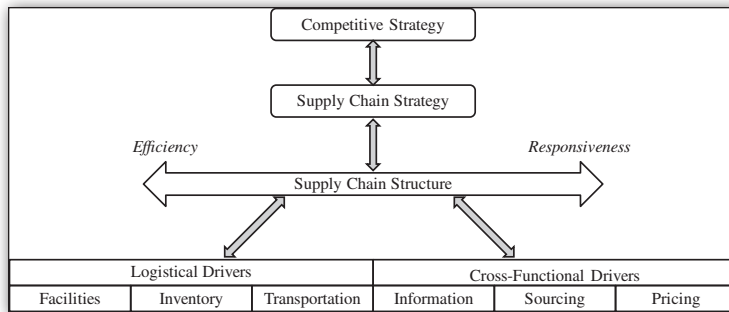 Competitive Strategy
Supply Chain Strategy
Efficiency
Responsiveness
Supply Chain Structure
Logistical Drivers
Cross-Functional Drivers
Facilities
Inventory
Transportation
Information
Sourcing
Pricing